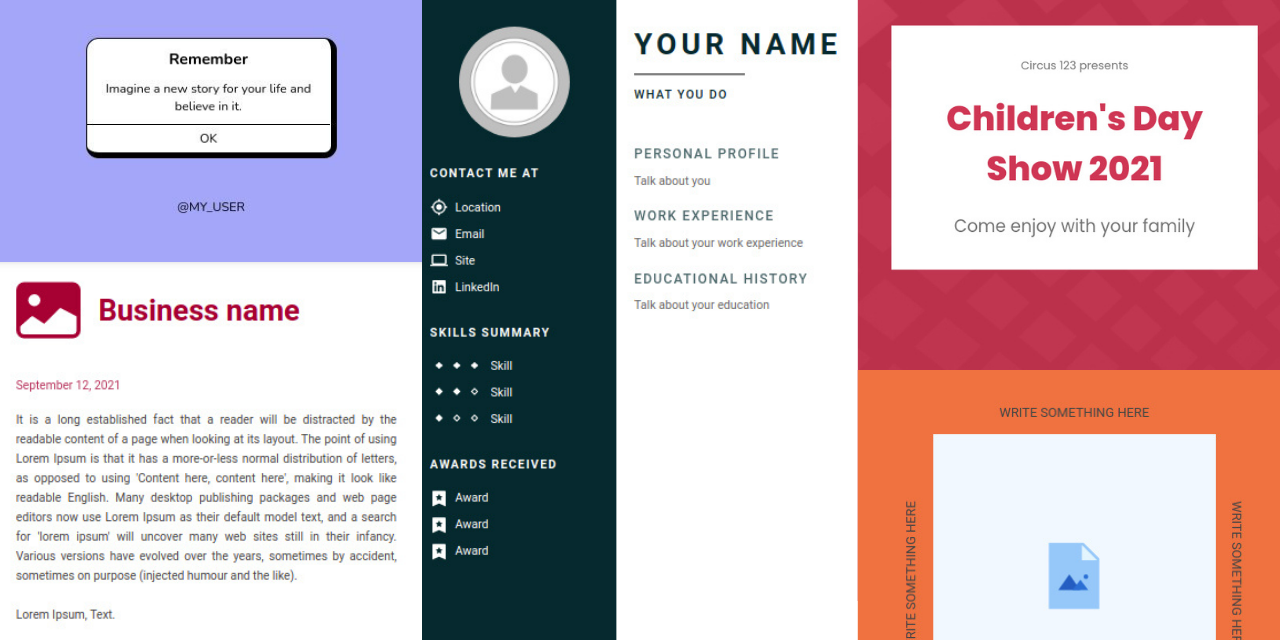 Remember
Imagine a new story for your life and
believe in it.
OK
@MY_USER
Business name
September 12, 2021
It is a long established fact that a reader will be distracted by the
readable content of a page when looking at its layout. The point of using
Lorem Ipsum is that it has a more-or-less normal distribution of letters,
as opposed to using 'Content here, content here', making it look like
readable English. Many desktop publishing packages and web page
editors now use Lorem Ipsum as their default model text, and a search
for 'lorem ipsum' will uncover many web sites still in their infancy.
Various versions have evolved over the years, sometimes by accident,
sometimes on purpose (injected humour and the like).
Lorem Ipsum, Text.
CONTACT ME AT
Location
Email
Site
LinkedIn
SKILLS SUMMARY
Skill
Skill
Skill
AWARDS RECEIVED
Award
Award
Award
YOUR NAME
WHAT YOU DO
PERSONAL PROFILE
Talk about you
WORK EXPERIENCE
Talk about your work experience
EDUCATIONAL HISTORY
Talk about your education
Circus 123 presents
Children's Day
Show 2021
Come enjoy with your family
WRITE SOMETHING HERE
RITE SOMETHING HERE
WRITE SOMETHING HER